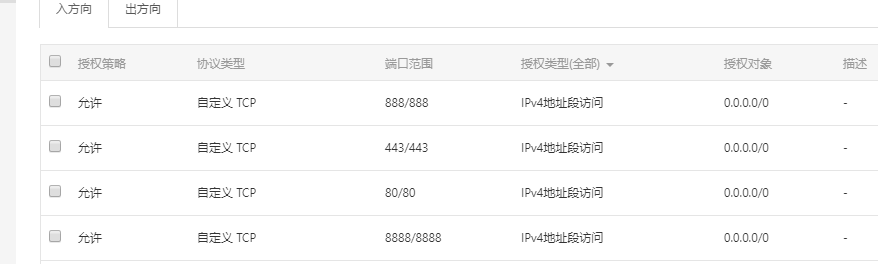 入方向 出方向
授权策略 协议类型 端口范围 授权类型(全部) 授权对象 描述
允许 自定义 TCP 888/888 IPv4地址段访问 0.0.0.0/0 -
允许 自定义 TCP 443/443 IPv4地址段访问 0.0.0.0/0 -
允许 自定义 TCP 80/80 IPv4地址段访问 0.0.0.0/0 -
允许 自定义 TCP 8888/8888 IPv4地址段访问 0.0.0.0/0 -